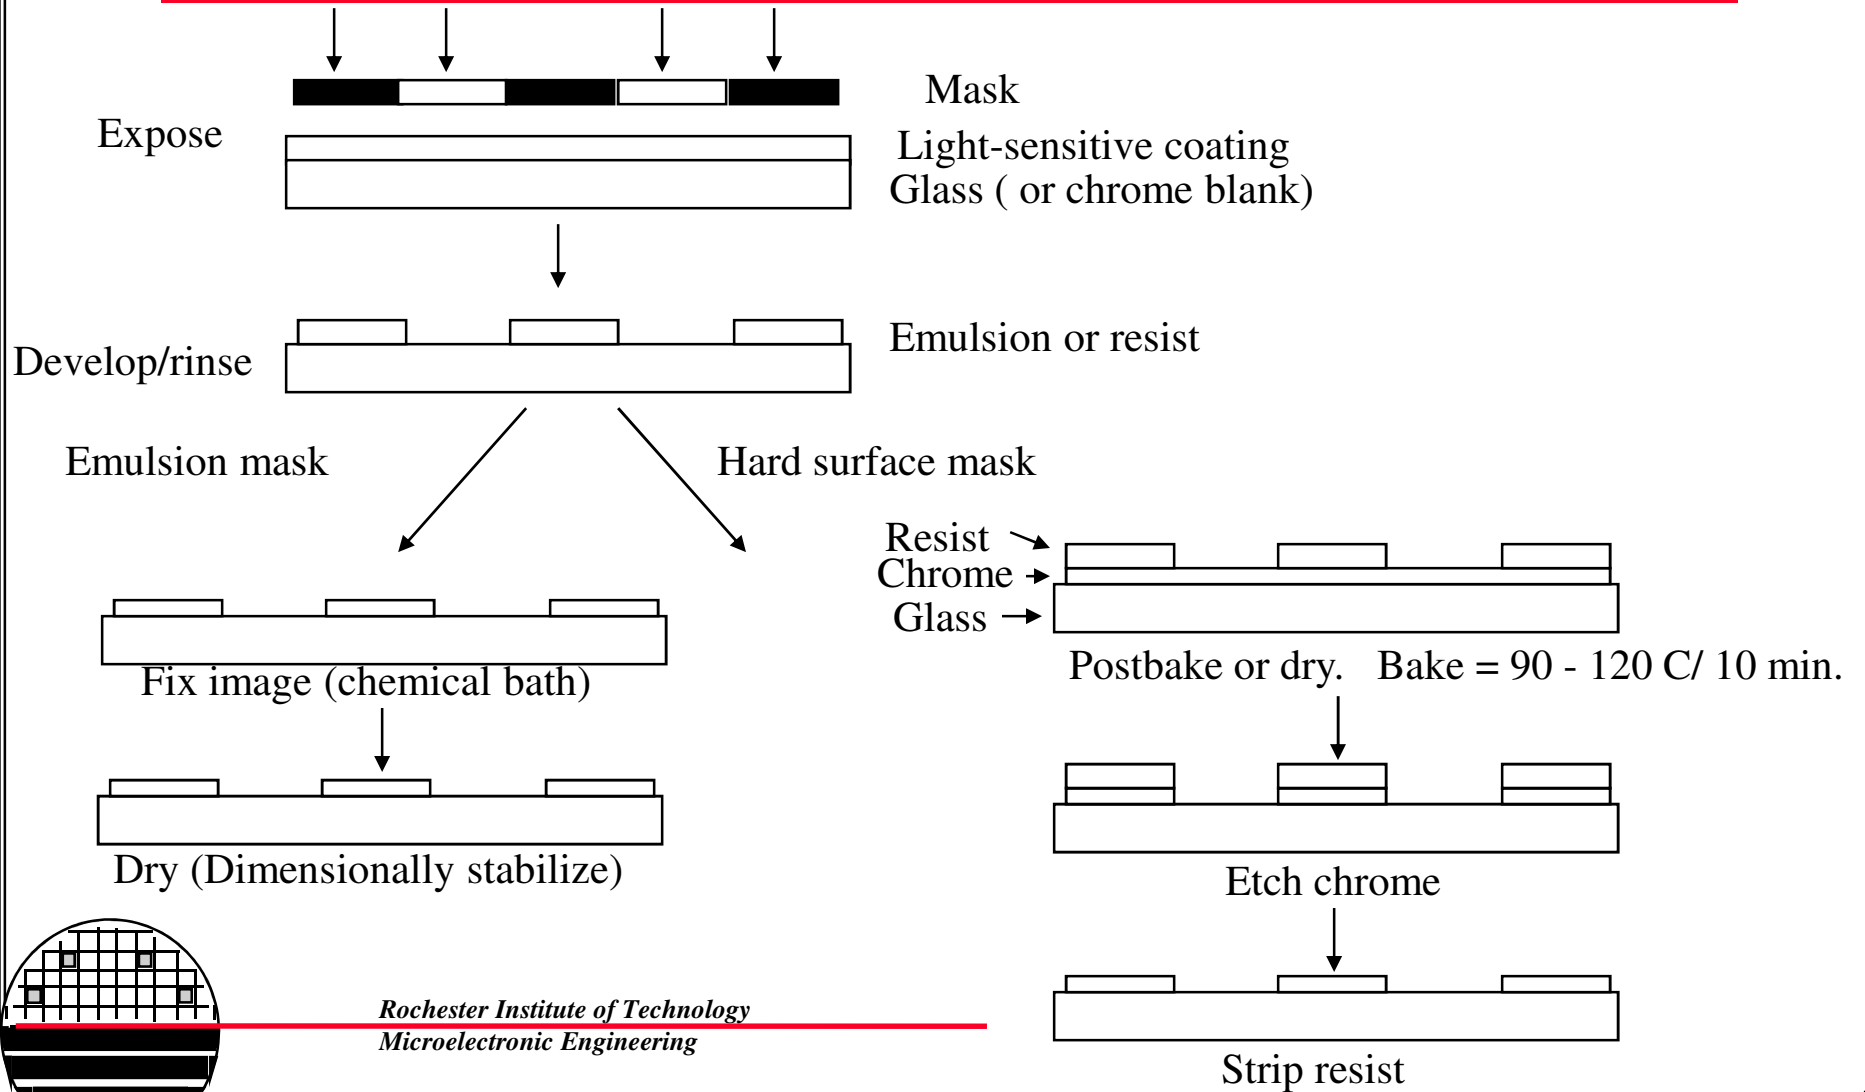 Mask
Expose
Light-sensitive coating
Glass ( or chrome blank)
Emulsion or resist
Develop/rinse
Emulsion mask
Hard surface mask
Resist
Chrome
Glass
Postbake or dry.   Bake = 90 - 120 C/ 10 min.
Fix image (chemical bath)
Dry (Dimensionally stabilize)
Etch chrome
Rochester Institute of Technology
Microelectronic Engineering
Strip resist